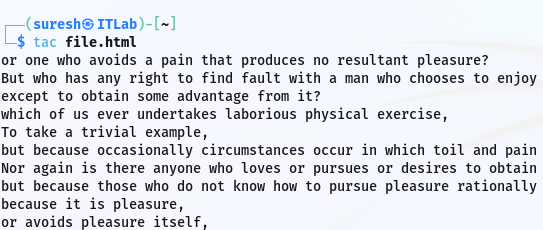 ┌──(suresh㉿ITLab)-[~]
└─$ tac file.html
or one who avoids a pain that produces no resultant pleasure?
But who has any right to find fault with a man who chooses to enjoy
except to obtain some advantage from it?
which of us ever undertakes laborious physical exercise,
To take a trivial example,
but because occasionally circumstances occur in which toil and pain
Nor again is there anyone who loves or pursues or desires to obtain
but because those who do not know how to pursue pleasure rationally
because it is pleasure,
or avoids pleasure itself,